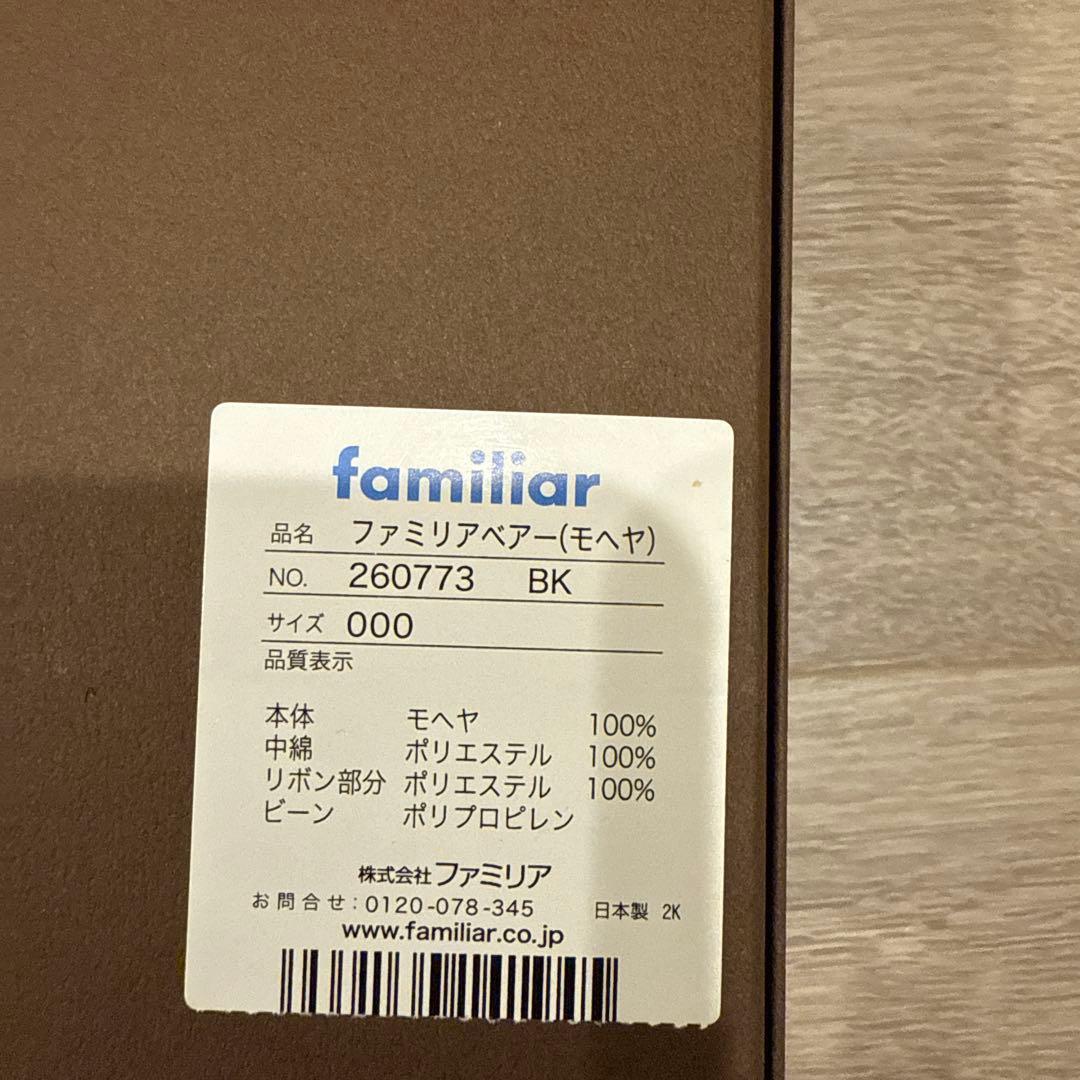 familiar
品名 ファミリアベアー(モヘヤ)
NO. 260773 BK
サイズ 000
品質表示
本体 モヘヤ 100%
中綿 ポリエステル 100%
リボン部分 ポリエステル 100%
ビーン ポリプロピレン
株式会社ファミリア
お問合せ:0120-078-345 日本製 2K
www.familiar.co.jp